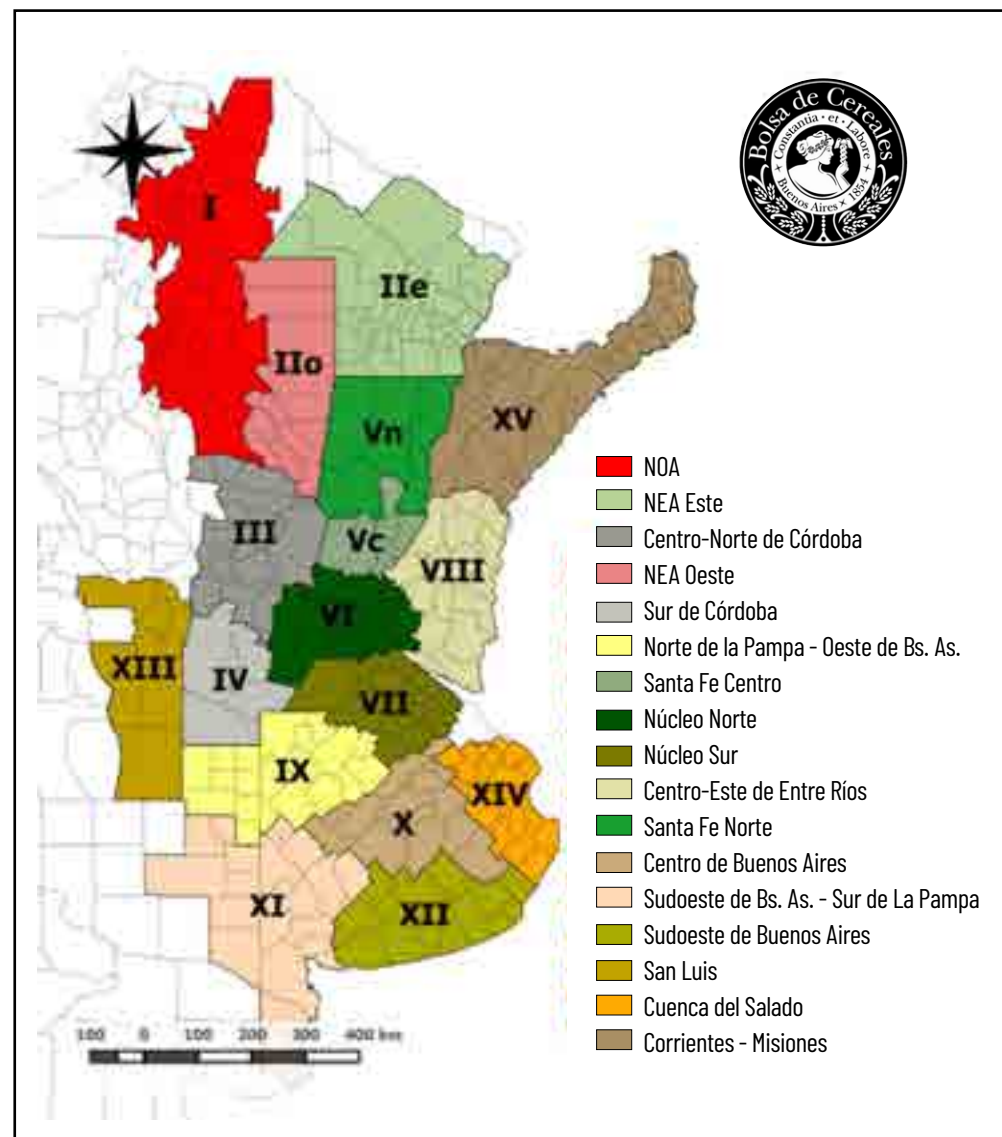 Bolsa de Cereales
Constantia · et · Labore
Buenos Aires × 1854
I
IIe
IIo
XV
Vn
III
Vc
VIII
VI
XIII
IV
VII
IX
XIV
X
XI
XII
NOA
NEA Este
Centro-Norte de Córdoba
NEA Oeste
Sur de Córdoba
Norte de la Pampa - Oeste de Bs. As.
Santa Fe Centro
Núcleo Norte
Núcleo Sur
Centro-Este de Entre Ríos
Santa Fe Norte
Centro de Buenos Aires
Sudoeste de Bs. As. - Sur de La Pampa
Sudoeste de Buenos Aires
San Luis
Cuenca del Salado
Corrientes - Misiones
100 0 100 200 300 400 km